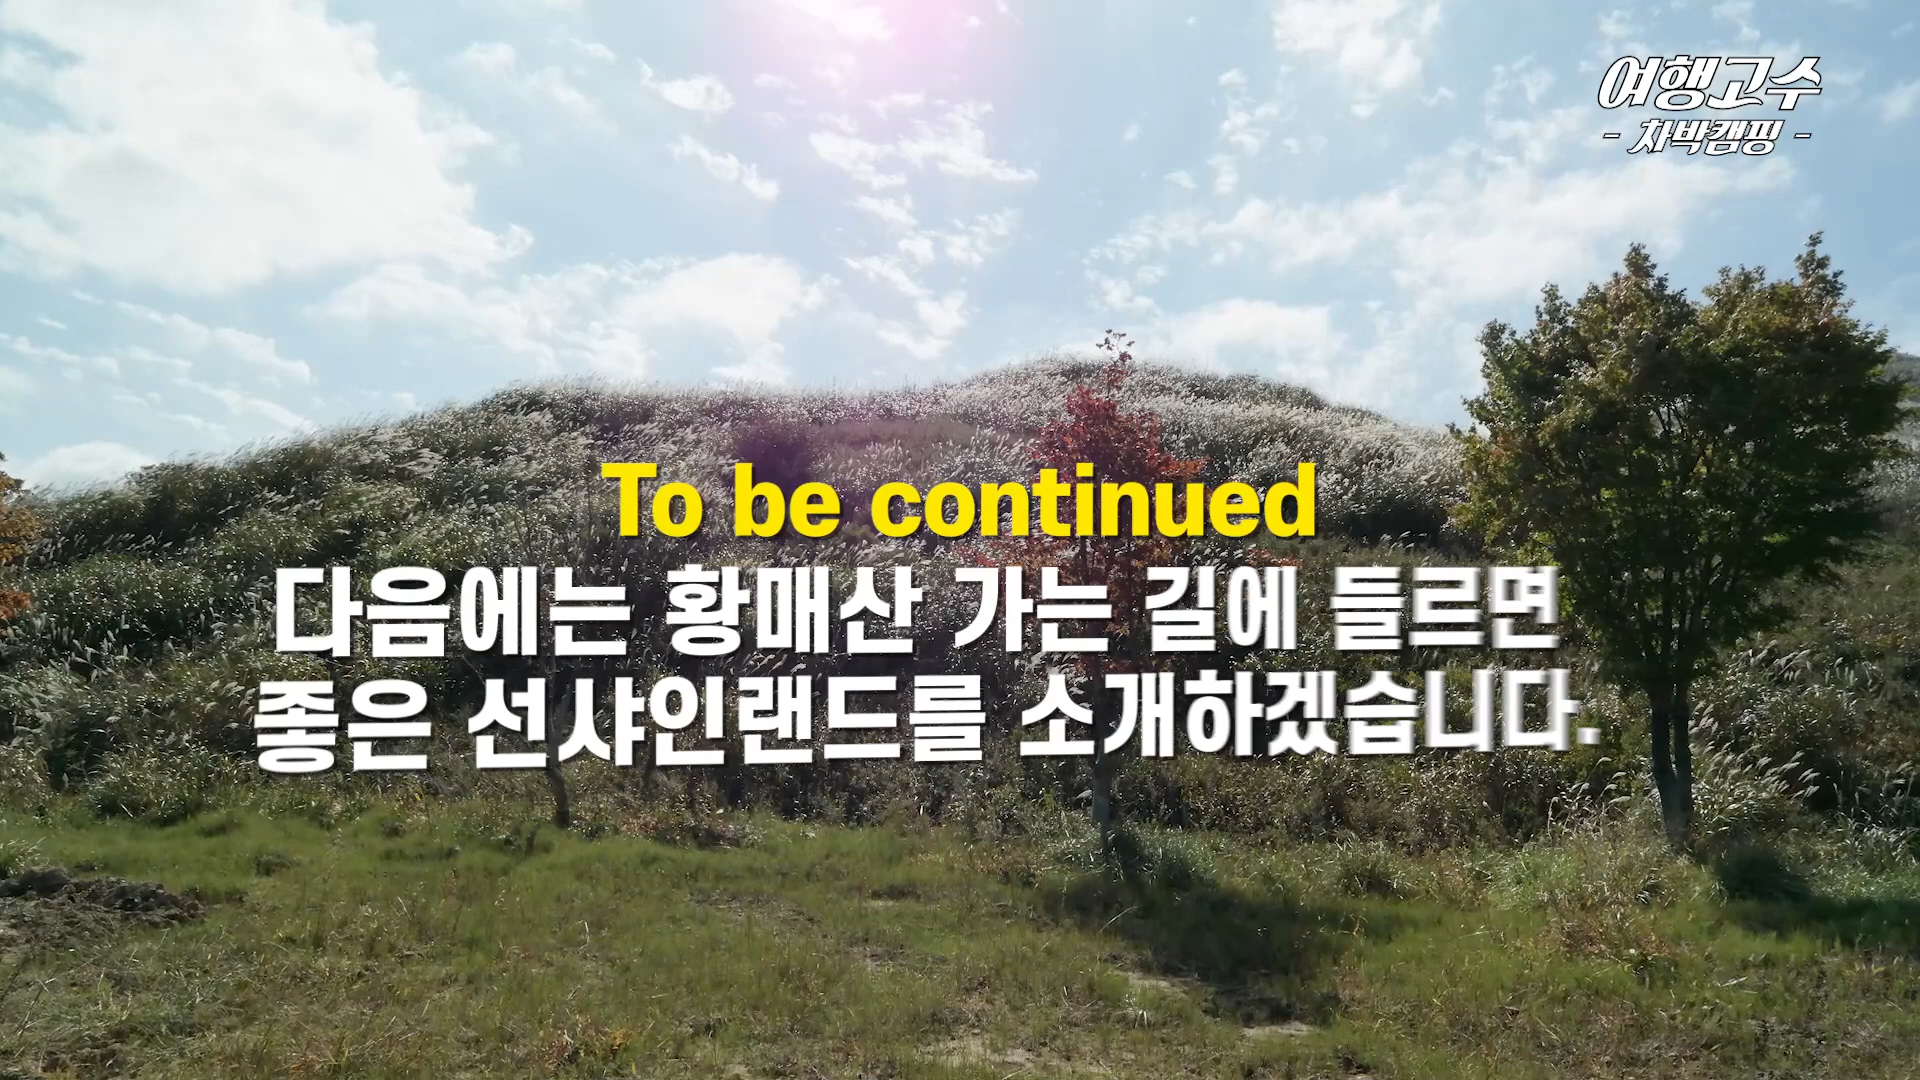 여행고수
- 차박캠핑 -
To be continued
다음에는 황매산 가는 길에 들르면
좋은 선샤인랜드를 소개하겠습니다.